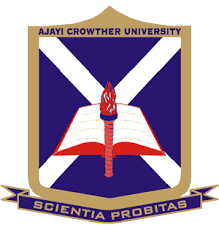 AJAYI CROWTHER UNIVERSITY
SCIENTIA PROBITAS